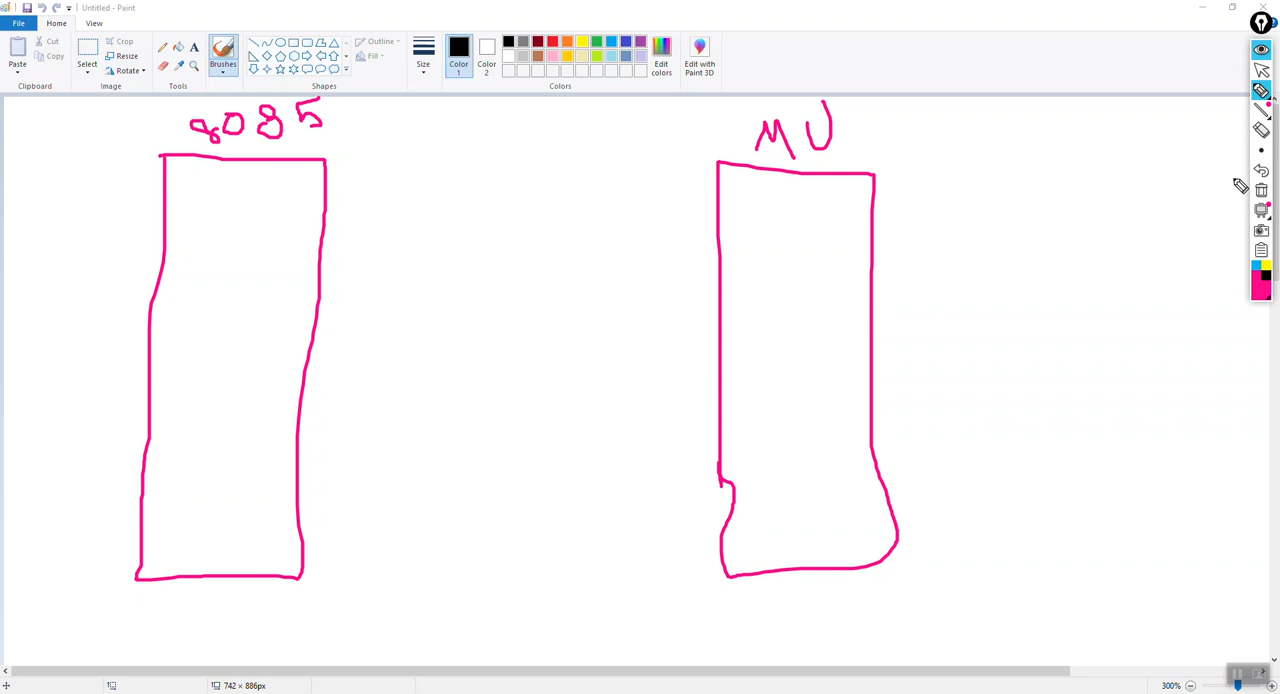 Untitled - Paint
File Home View
Paste
Cut
Copy
Clipboard
Select
Crop
Resize
Rotate
Image
A
Tools
Brushes
Shapes
Outline
Fill
Size
Color 1
Color 2
Edit colors
Colors
Edit with Paint 3D
8085
MU
742 × 886px
300%